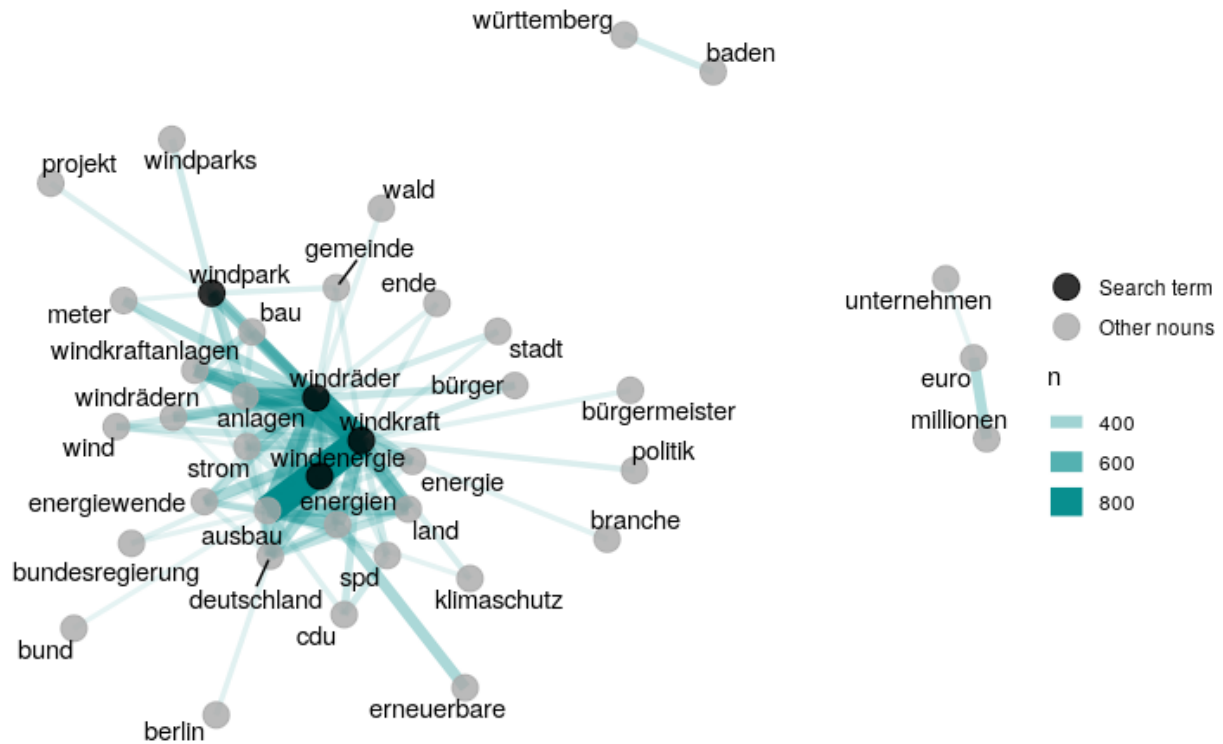 württemberg
baden
projekt
windparks
wald
gemeinde
windpark
ende
unternehmen
Search term
meter
bau
Other nouns
windkraftanlagen
stadt
windräder
bürger
euro
n
windrädern
anlagen
windkraft
bürgermeister
millionen
400
wind
strom
windenergie
politik
600
energie
energiewende
energien
800
ausbau
land
branche
bundesregierung
spd
deutschland
klimaschutz
cdu
bund
erneuerbare
berlin